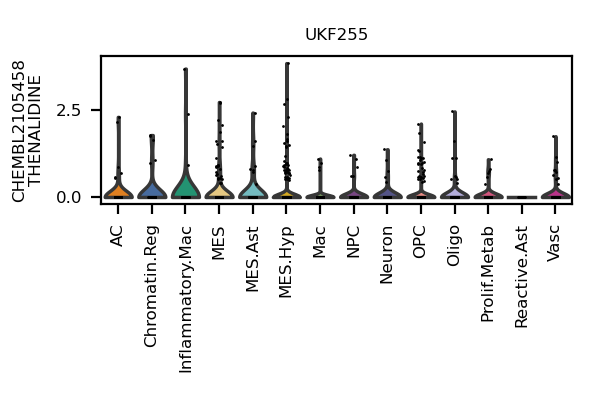 UKF255
CHEMBL2105458
THENALIDINE
2.5
0.0
AC
Chromatin.Reg
Inflammatory.Mac
MES
MES.Ast
MES.Hyp
Mac
NPC
Neuron
OPC
Oligo
Prolif.Metab
Reactive.Ast
Vasc